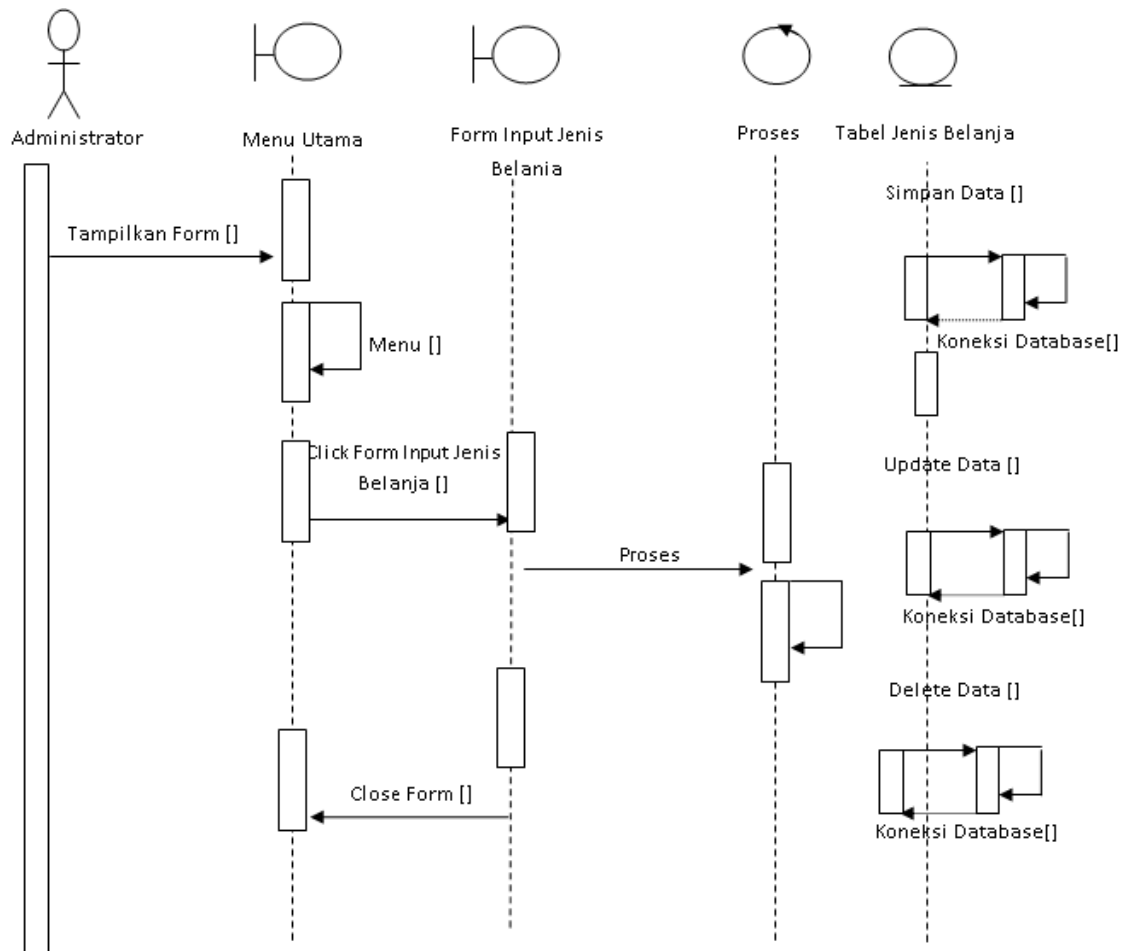 Administrator
Menu Utama
Form Input Jenis
Belania
Proses
Tabel Jenis Belanja
Simpan Data []
Tampilkan Form []
Koneksi Database[]
Menu []
Click Form Input Jenis
Belanja []
Update Data []
Proses
Koneksi Database[]
Delete Data []
Close Form []
Koneksi Database[]